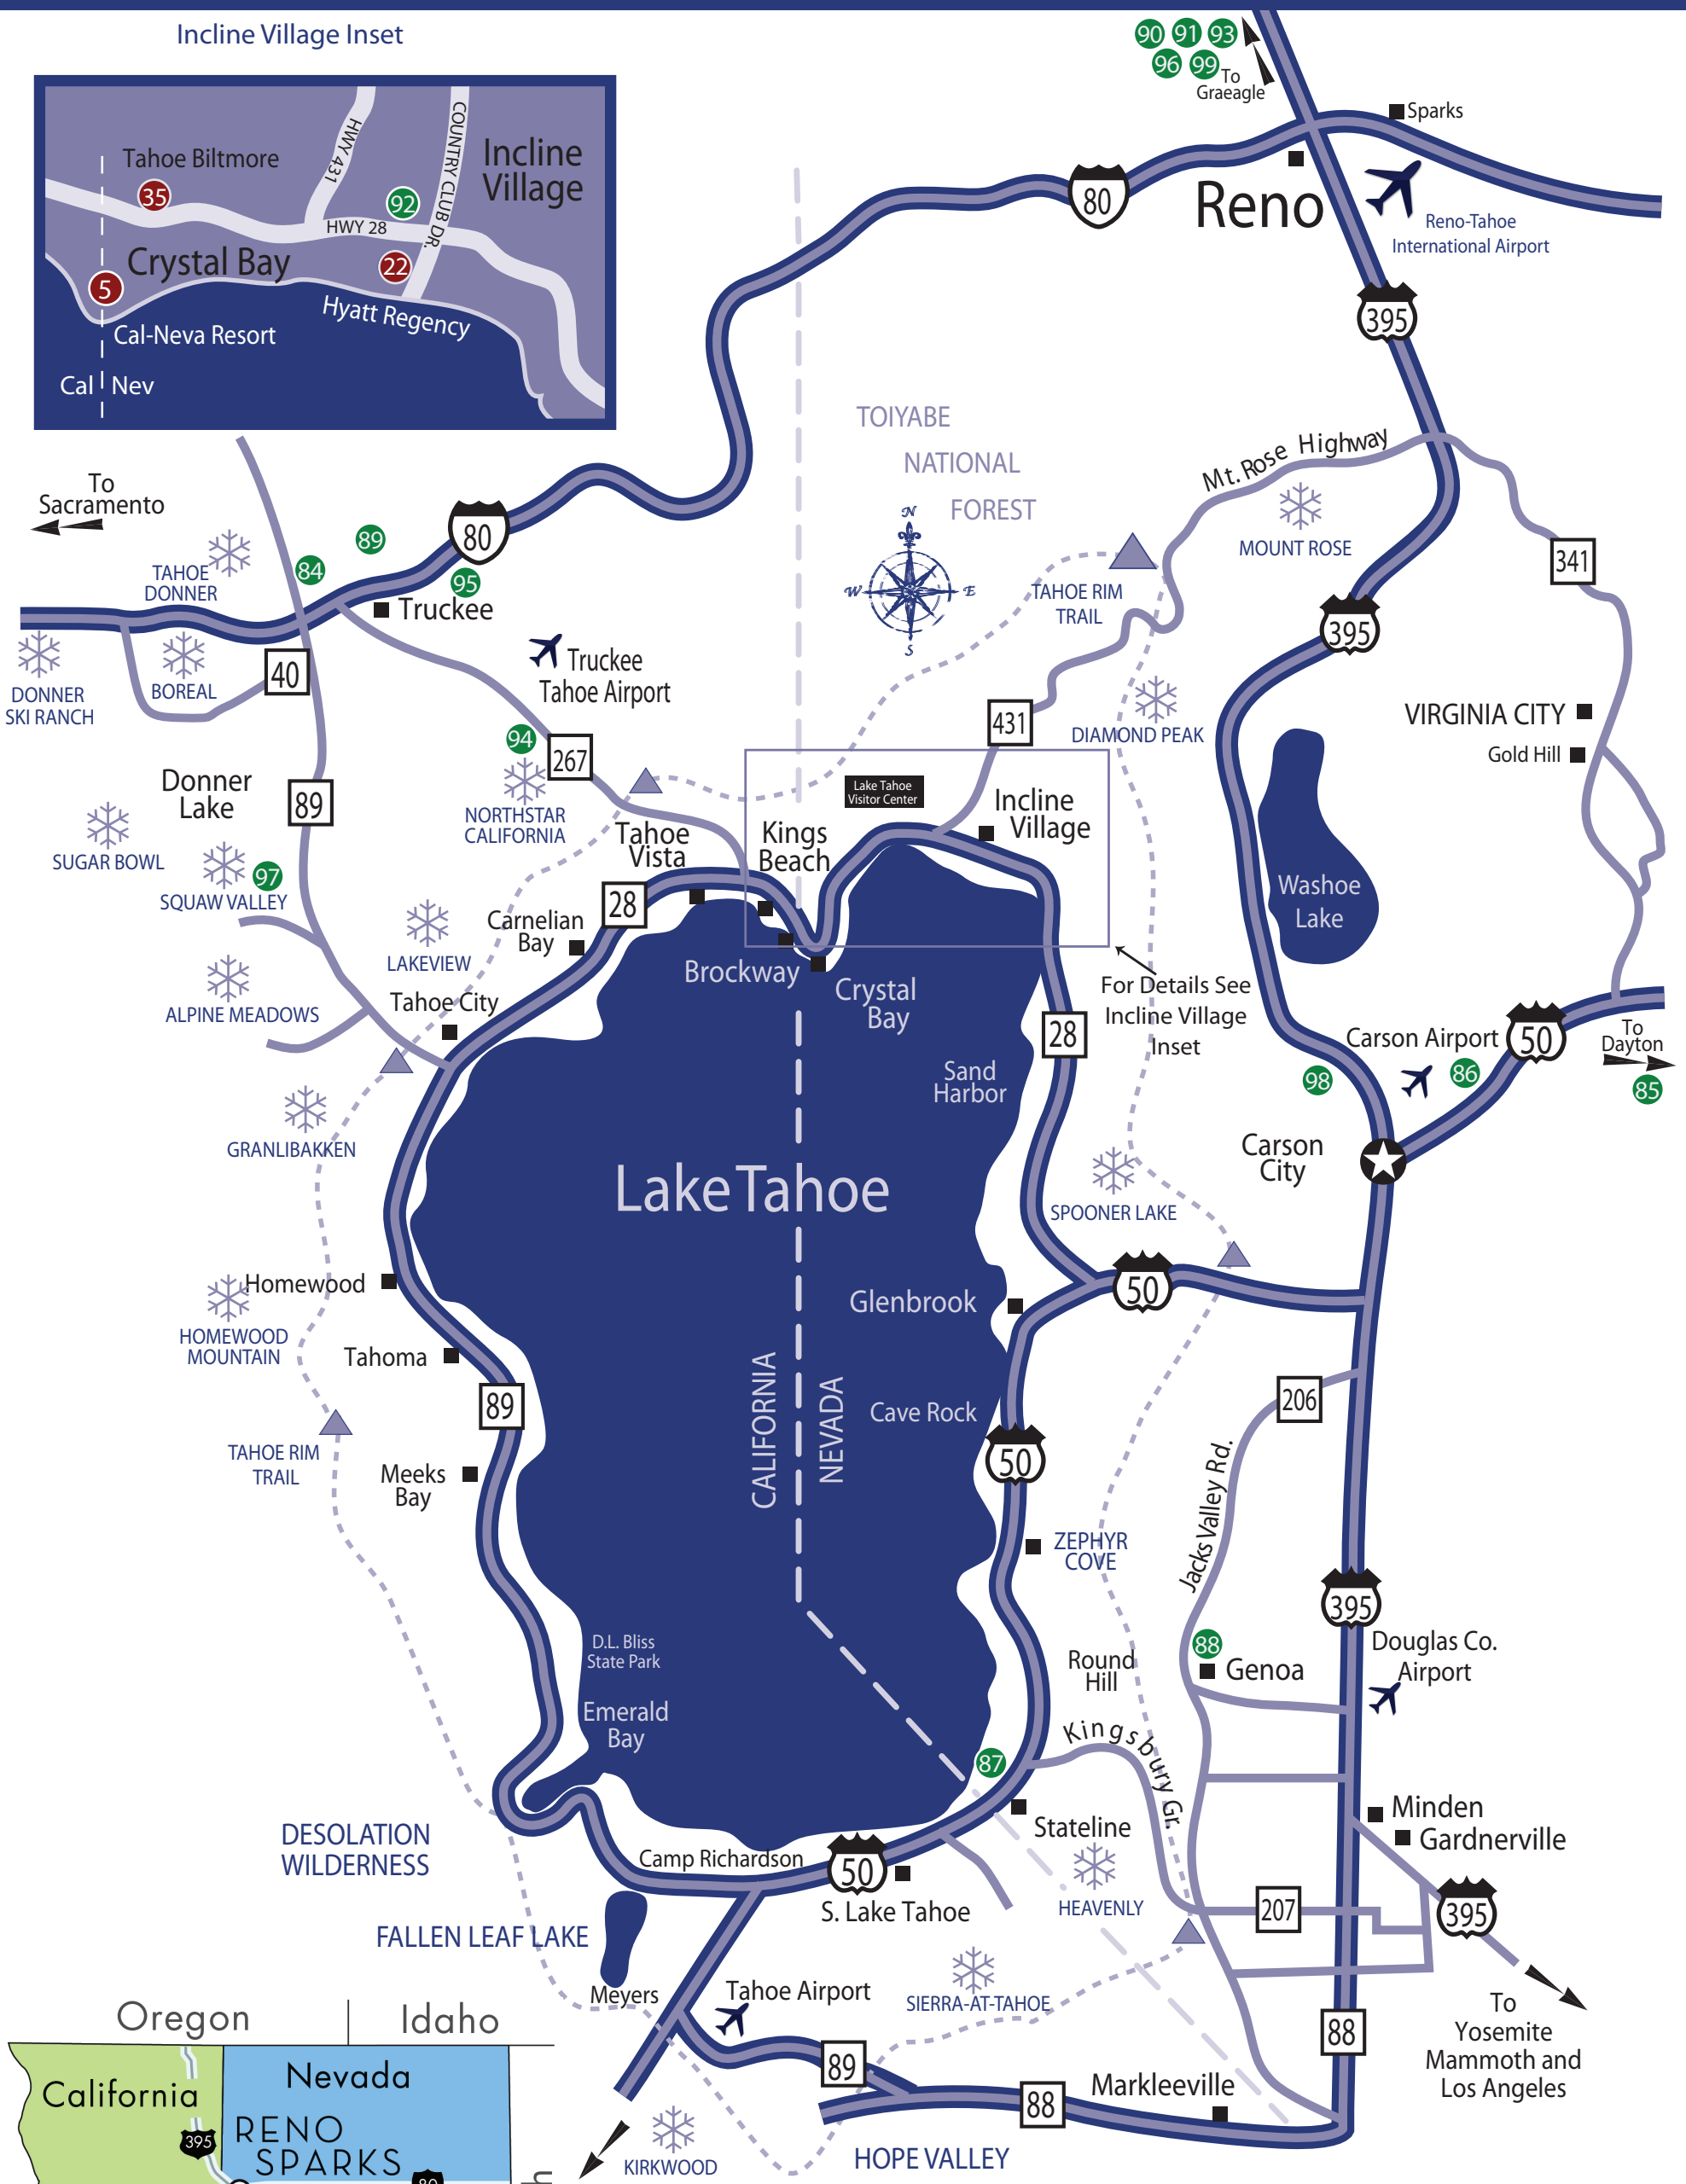 Incline Village Inset
Tahoe Biltmore
35
HWY 431
COUNTRY CLUB DR.
Incline
Village
92
HWY 28
Crystal Bay
22
5
Hyatt Regency
Cal-Neva Resort
Cal
Nev
90
91
93
96
99
To
Graeagle
Sparks
80
Reno
Reno-Tahoe
International Airport
395
TOIYABE
NATIONAL
FOREST
N
W
E
S
Mt. Rose Highway
MOUNT ROSE
341
To
Sacramento
TAHOE
DONNER
84
89
80
95
Truckee
TAHOE RIM
TRAIL
395
DONNER
SKI RANCH
BOREAL
40
Truckee
Tahoe Airport
431
DIAMOND PEAK
VIRGINIA CITY
Gold Hill
94
267
NORTHSTAR
CALIFORNIA
Donner
Lake
89
SUGAR BOWL
97
SQUAW VALLEY
Lake Tahoe
Visitor Center
Incline
Village
Tahoe
Vista
Kings
Beach
28
Carnelian
Bay
LAKEVIEW
Washoe
Lake
Brockway
Crystal
Bay
ALPINE MEADOWS
Tahoe City
For Details See
Incline Village
Inset
28
Carson Airport
50
To
Dayton
98
86
85
Sand
Harbor
GRANLIBAKKEN
Carson
City
Lake Tahoe
SPOONER LAKE
Homewood
HOMEWOOD
MOUNTAIN
Glenbrook
50
Tahoma
CALIFORNIA
NEVADA
89
206
Cave Rock
TAHOE RIM
TRAIL
Meeks
Bay
50
Jacks Valley Rd.
ZEPHYR
COVE
395
D.L. Bliss
State Park
Round
Hill
88
Genoa
Douglas Co.
Airport
Emerald
Bay
Kingsbury Gr.
87
Stateline
Minden
Gardnerville
DESOLATION
WILDERNESS
Camp Richardson
50
HEAVENLY
S. Lake Tahoe
207
395
FALLEN LEAF LAKE
Meyers
Tahoe Airport
SIERRA-AT-TAHOE
To
Yosemite
Mammoth and
Los Angeles
88
89
Markleeville
88
KIRKWOOD
HOPE VALLEY
Oregon
Idaho
California
Nevada
RENO
SPARKS
395
80